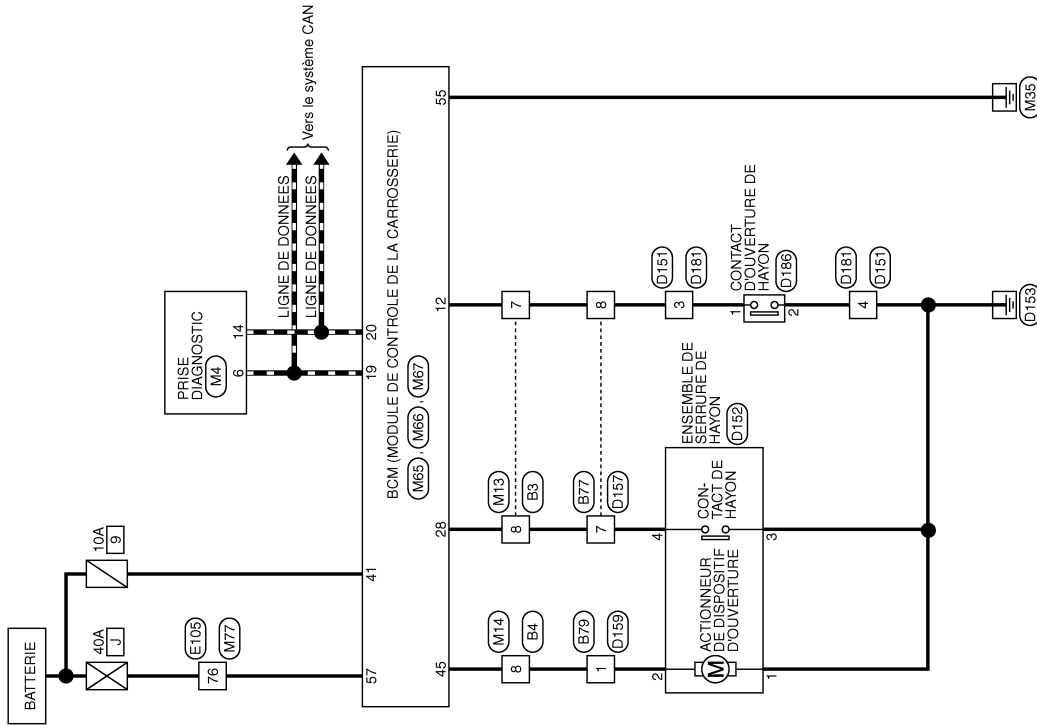 BATTERIE
40A
J
10A
9
E105
76
M77
57
41
PRISE
DIAGNOSTIC
M4
6
14
LIGNE DE DONNEES
LIGNE DE DONNEES
Vers le système CAN
19
20
BCM (MODULE DE CONTROLE DE LA CARROSSERIE)
M65 , M66 , M67
45
28
12
55
M14
8
B4
M13
8
B3
7
B79
1
D159
B77
7
D157
8
D151
3
D181
ENSEMBLE DE
SERRURE DE
HAYON
D152
2
4
M
ACTIONNEUR
DE DISPOSITIF
D'OUVERTURE
CON-
TACT DE
HAYON
1
3
CONTACT
D'OUVERTURE DE
HAYON
D186
1
2
D181
4
D151
D153
M35